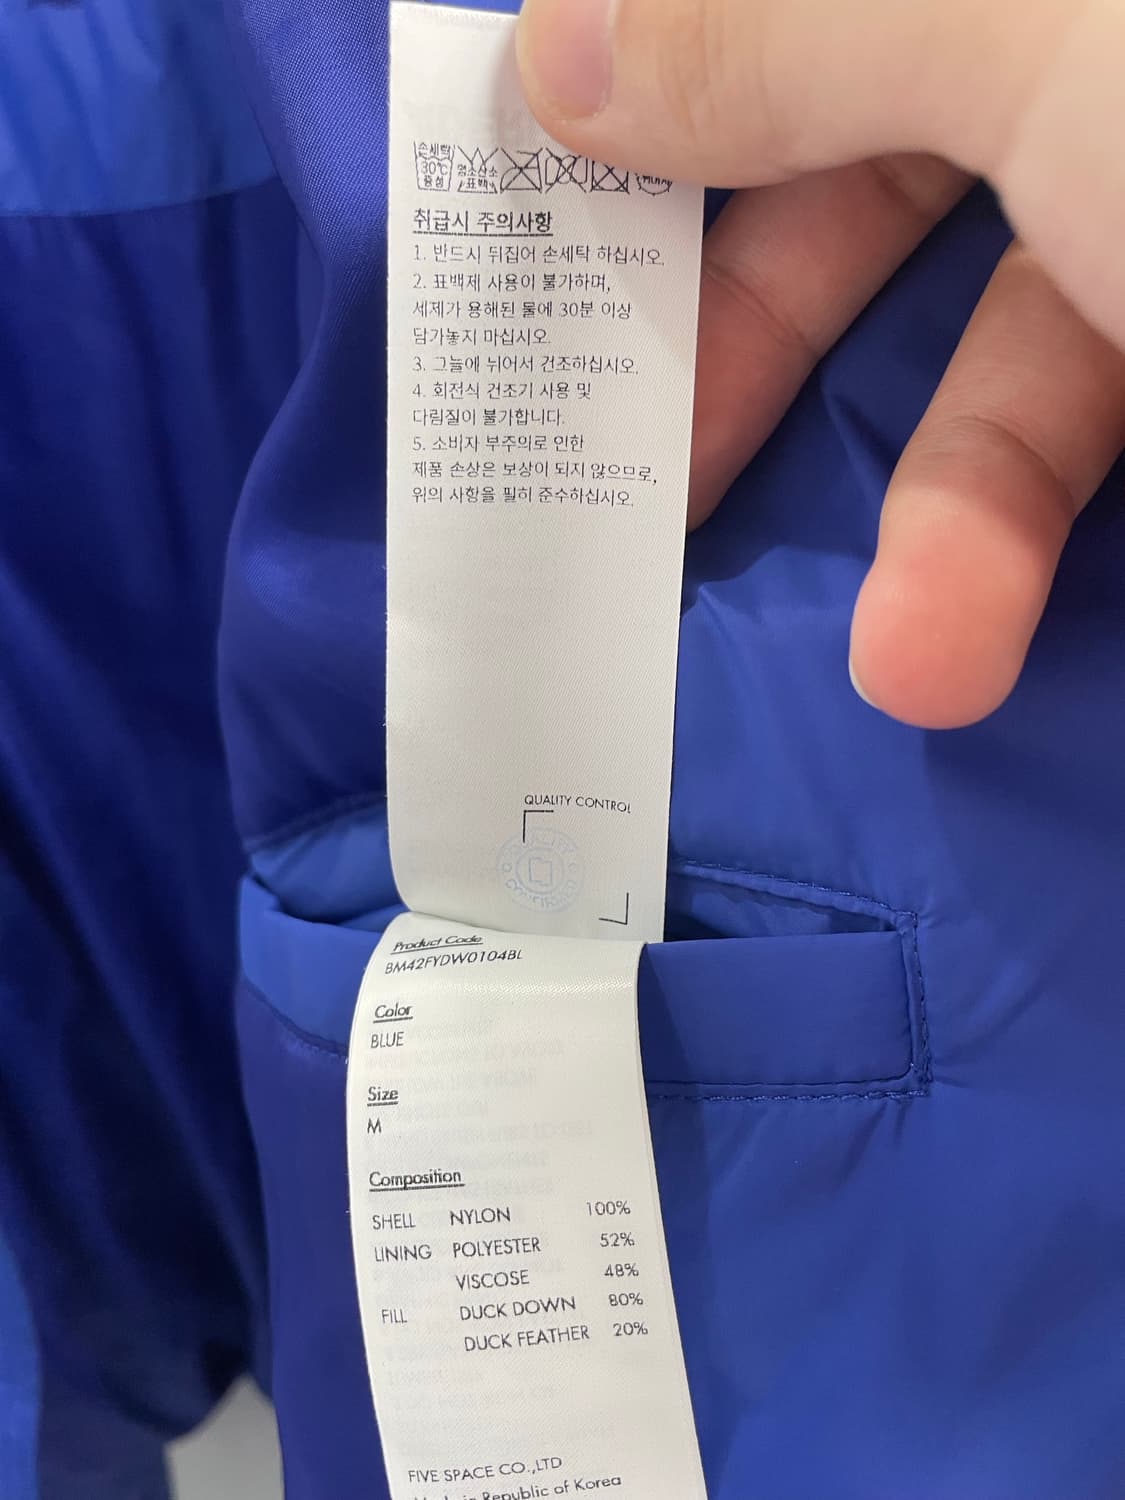 손세탁
30℃
중성
염소산소
표백
취급시 주의사항
1. 반드시 뒤집어 손세탁 하십시오.
2. 표백제 사용이 불가하며,
세제가 용해된 물에 30분 이상
담가놓지 마십시오.
3. 그늘에 뉘어서 건조하십시오.
4. 회전식 건조기 사용 및
다림질이 불가합니다.
5. 소비자 부주의로 인한
제품 손상은 보상이 되지 않으므로,
위의 사항을 필히 준수하십시오.
QUALITY CONTROL
Product Code
BM42FYDW0104BL
Color
BLUE
Size
M
Composition
SHELL NYLON 100%
LINING POLYESTER 52%
VISCOSE 48%
FILL DUCK DOWN 80%
DUCK FEATHER 20%
FIVE SPACE CO.,LTD
Made in Republic of Korea